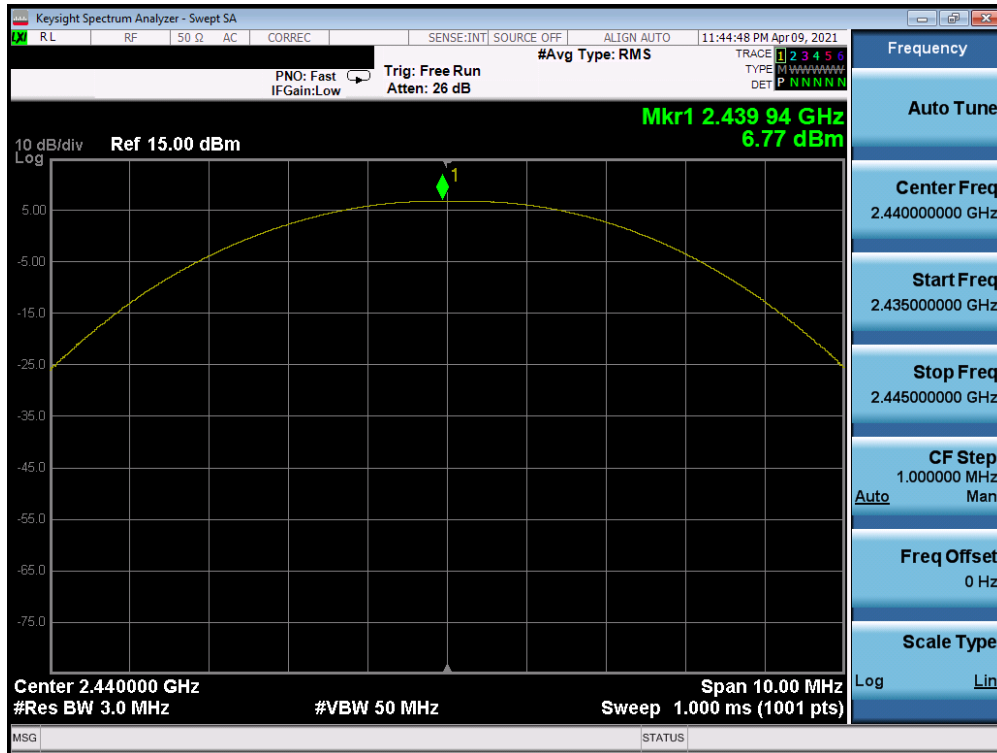 Keysight Spectrum Analyzer - Swept SA
LXI RL RF 50 Ω AC CORREC SENSE:INT SOURCE OFF ALIGN AUTO 11:44:48 PM Apr 09, 2021
#Avg Type: RMS
TRACE 1 2 3 4 5 6
TYPE M WWWWW
DET P N N N N N
PNO: Fast
IFGain:Low
Trig: Free Run
Atten: 26 dB
Mkr1 2.439 94 GHz
6.77 dBm
10 dB/div
Log
Ref 15.00 dBm
1
5.00
-5.00
-15.0
-25.0
-35.0
-45.0
-55.0
-65.0
-75.0
Center 2.440000 GHz
Span 10.00 MHz
#Res BW 3.0 MHz
#VBW 50 MHz
Sweep 1.000 ms (1001 pts)
MSG
STATUS
Frequency
Auto Tune
Center Freq
2.440000000 GHz
Start Freq
2.435000000 GHz
Stop Freq
2.445000000 GHz
CF Step
1.000000 MHz
Auto Man
Freq Offset
0 Hz
Scale Type
Log Lin